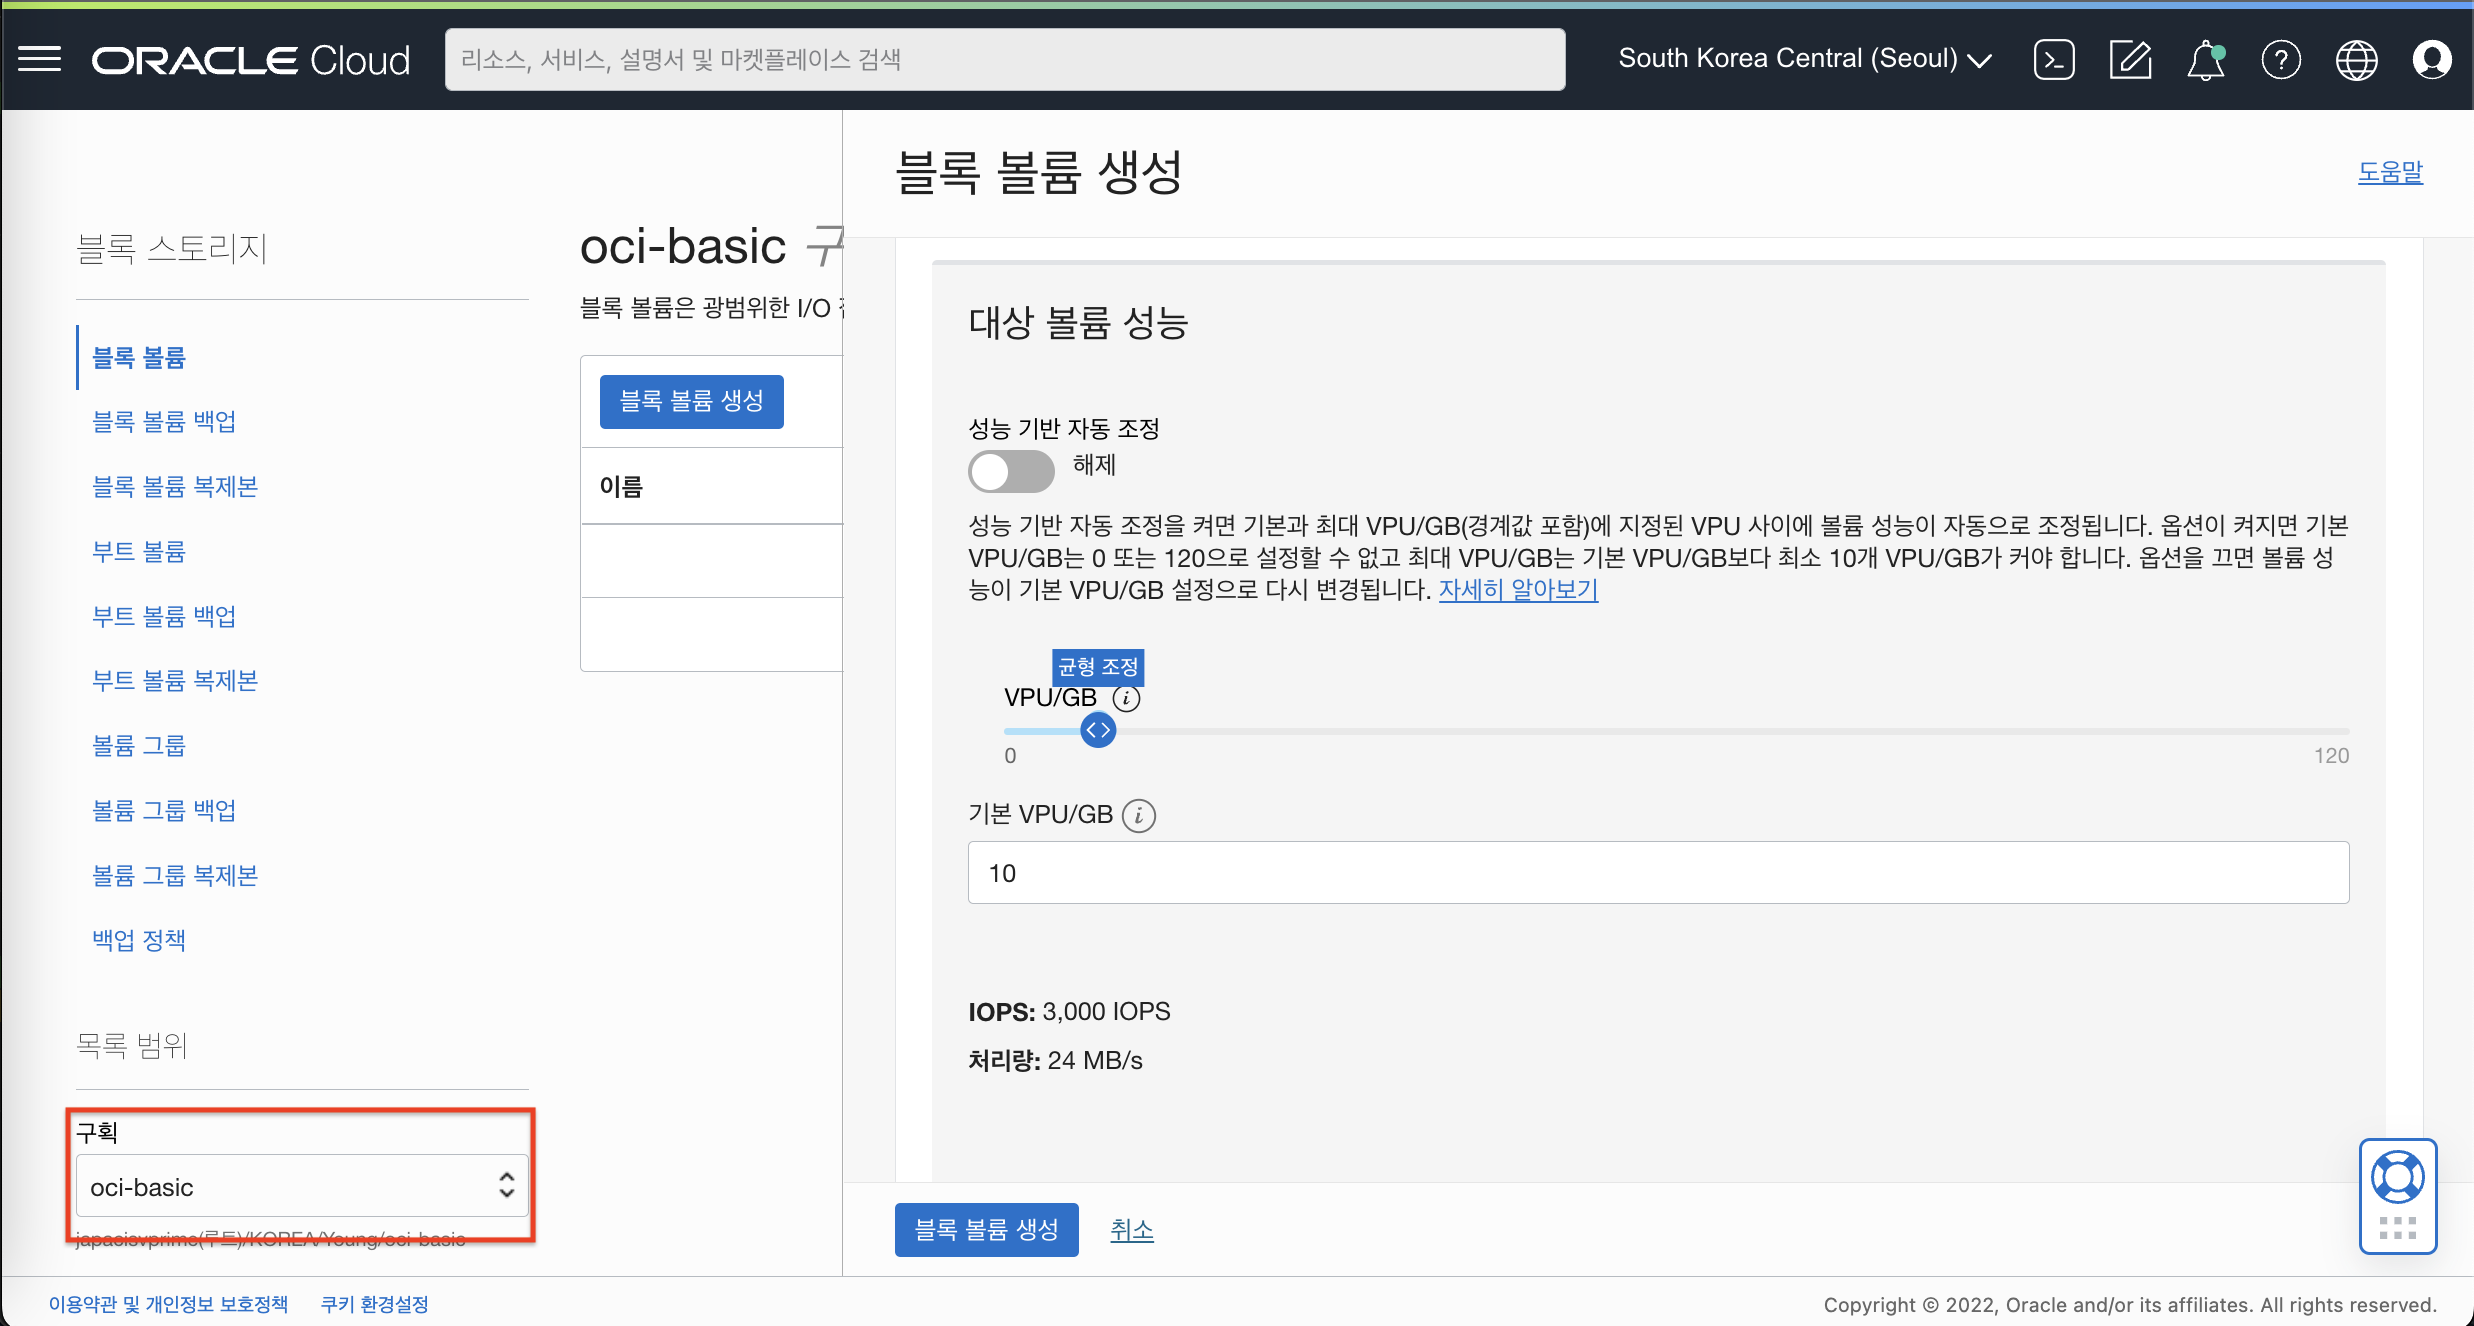 ORACLE Cloud
리소스, 서비스, 설명서 및 마켓플레이스 검색
South Korea Central (Seoul)
블록 스토리지
블록 볼륨
블록 볼륨 백업
블록 볼륨 복제본
부트 볼륨
부트 볼륨 백업
부트 볼륨 복제본
볼륨 그룹
볼륨 그룹 백업
볼륨 그룹 복제본
백업 정책
목록 범위
구획
oci-basic
japacisvprime(루트)/KOREA/Young/oci-basic
oci-basic 구
블록 볼륨은 광범위한 I/O
블록 볼륨 생성
이름
블록 볼륨 생성
도움말
대상 볼륨 성능
성능 기반 자동 조정
해제
성능 기반 자동 조정을 켜면 기본과 최대 VPU/GB(경계값 포함)에 지정된 VPU 사이에 볼륨 성능이 자동으로 조정됩니다. 옵션이 켜지면 기본
VPU/GB는 0 또는 120으로 설정할 수 없고 최대 VPU/GB는 기본 VPU/GB보다 최소 10개 VPU/GB가 커야 합니다. 옵션을 끄면 볼륨 성
능이 기본 VPU/GB 설정으로 다시 변경됩니다. 자세히 알아보기
균형 조정
VPU/GB
0
120
기본 VPU/GB
10
IOPS: 3,000 IOPS
처리량: 24 MB/s
블록 볼륨 생성
취소
이용약관 및 개인정보 보호정책
쿠키 환경설정
Copyright © 2022, Oracle and/or its affiliates. All rights reserved.